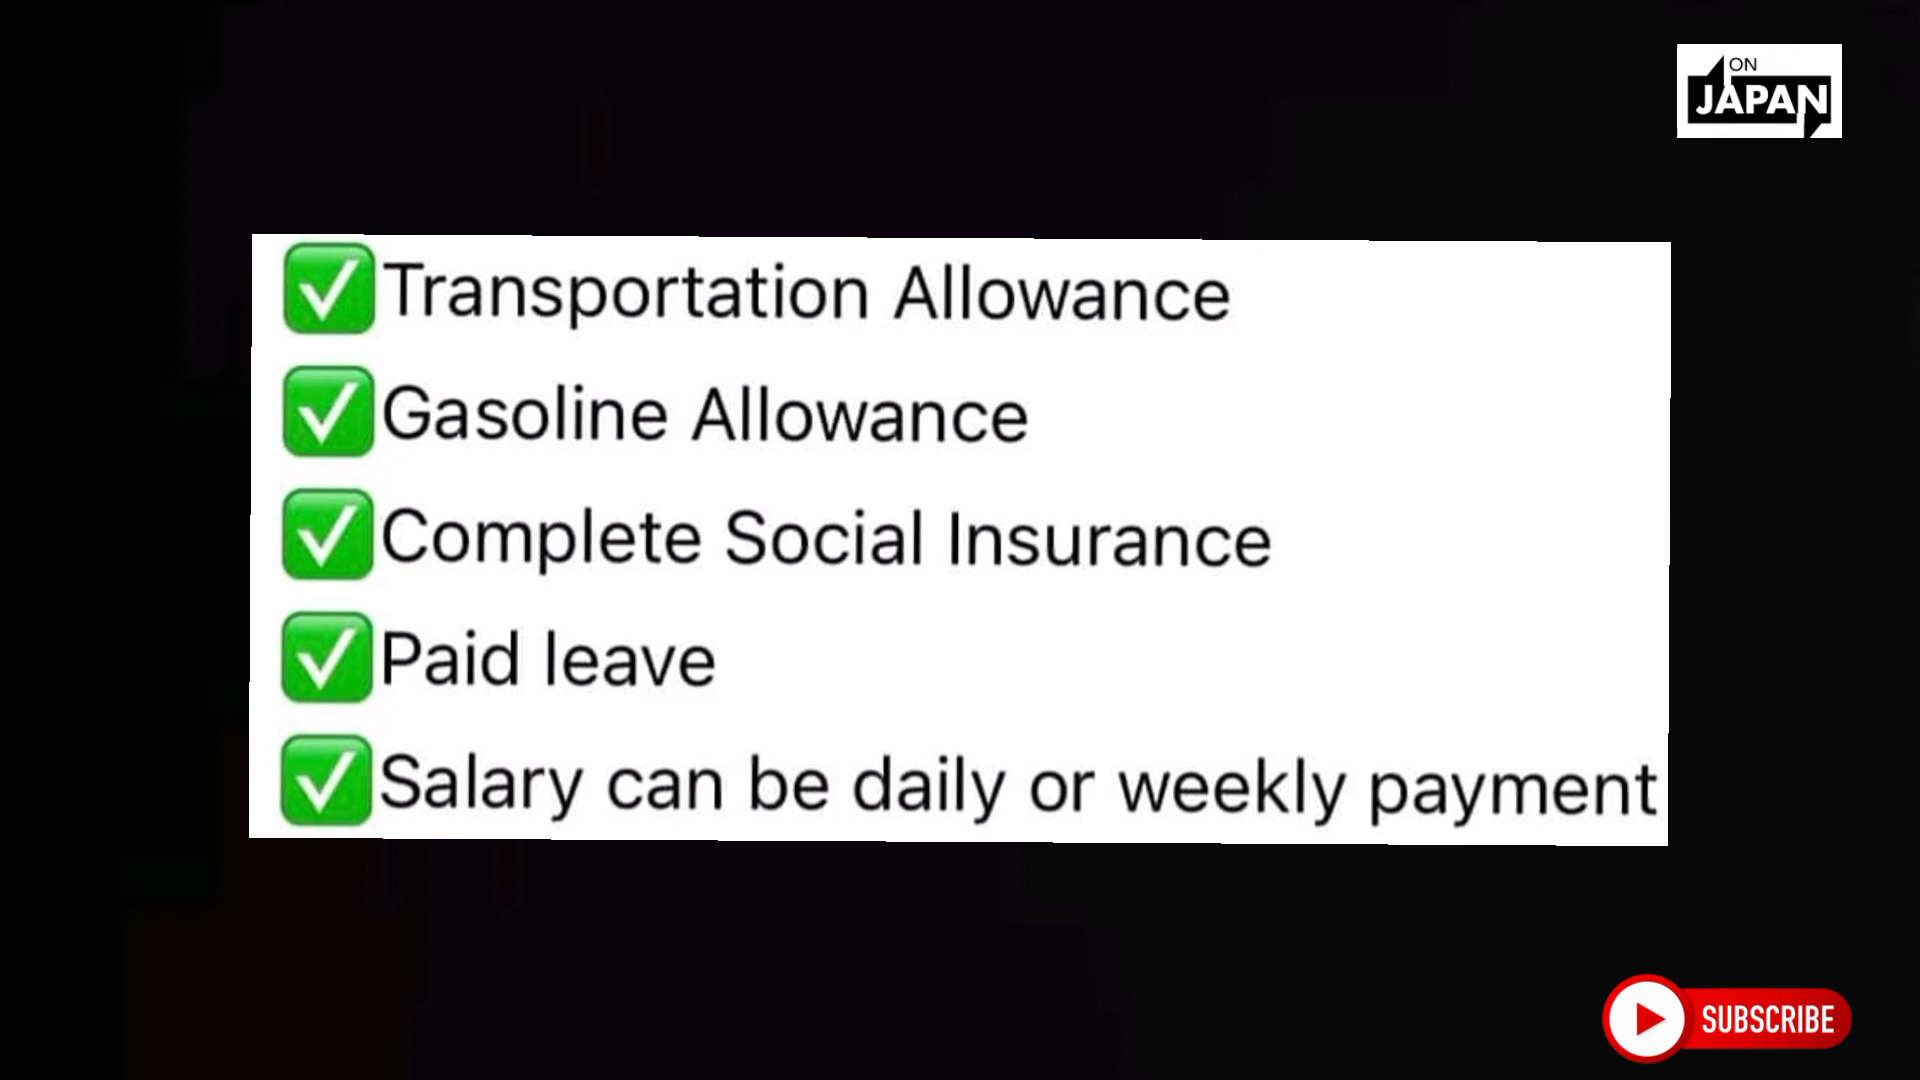 ON
JAPAN
✅Transportation Allowance
✅Gasoline Allowance
✅Complete Social Insurance
✅Paid leave
✅Salary can be daily or weekly payment
SUBSCRIBE